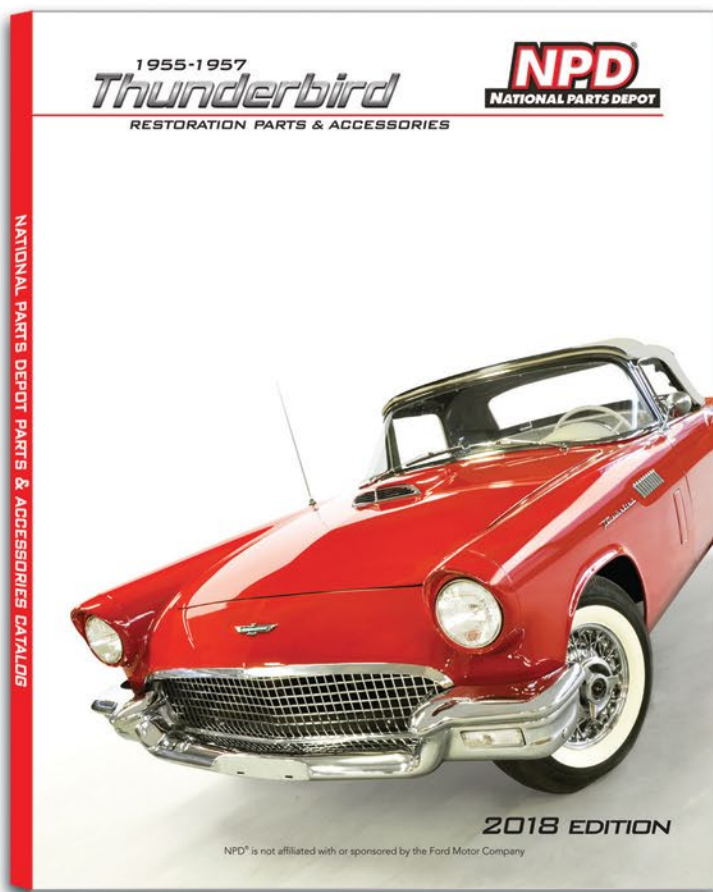 1955-1957
Thunderbird
RESTORATION PARTS & ACCESSORIES
NPD®
NATIONAL PARTS DEPOT
NATIONAL PARTS DEPOT PARTS & ACCESSORIES CATALOG
Thunderbird
2018 EDITION
NPD® is not affiliated with or sponsored by the Ford Motor Company